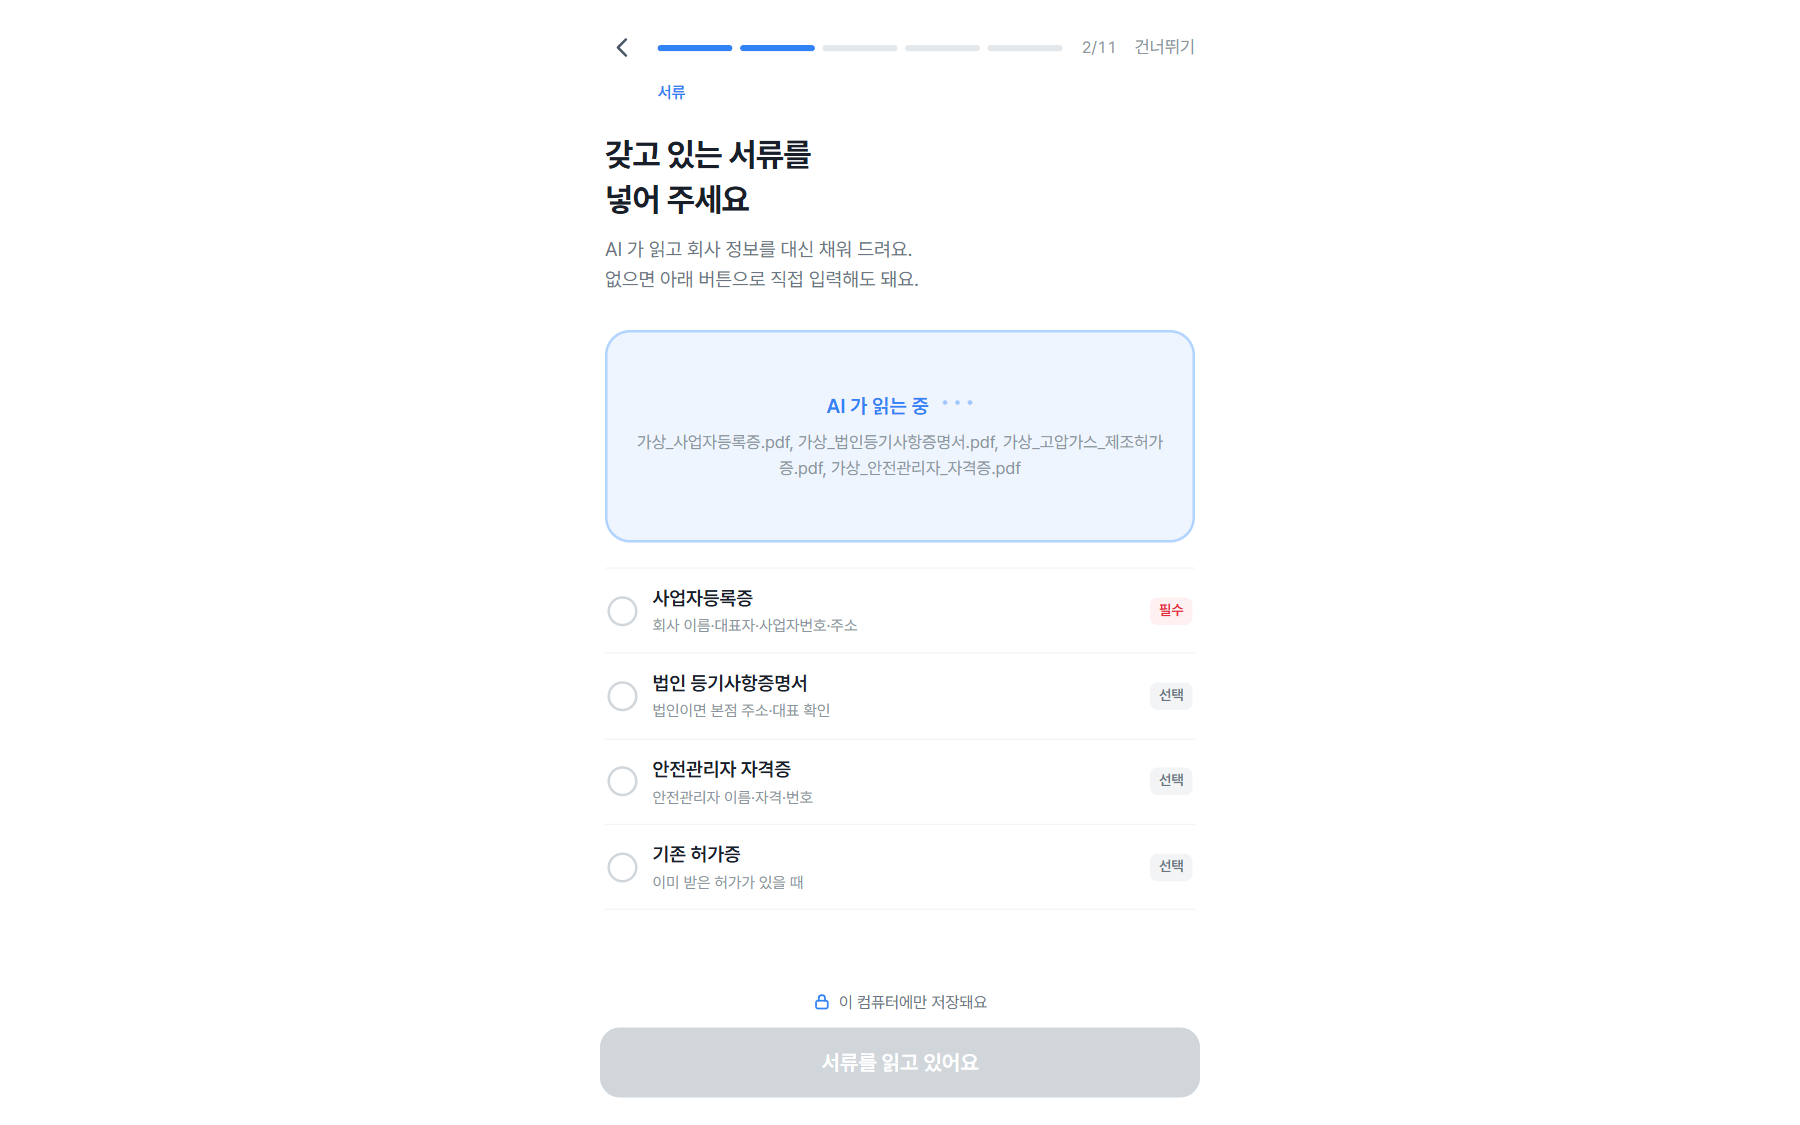 2/11 건너뛰기
서류
갖고 있는 서류를
넣어 주세요
AI 가 읽고 회사 정보를 대신 채워 드려요.
없으면 아래 버튼으로 직접 입력해도 돼요.
AI 가 읽는 중
가상_사업자등록증.pdf, 가상_법인등기사항증명서.pdf, 가상_고압가스_제조허가
증.pdf, 가상_안전관리자_자격증.pdf
사업자등록증
회사 이름·대표자·사업자번호·주소
필수
법인 등기사항증명서
법인이면 본점 주소·대표 확인
선택
안전관리자 자격증
안전관리자 이름·자격·번호
선택
기존 허가증
이미 받은 허가가 있을 때
선택
이 컴퓨터에만 저장돼요
서류를 읽고 있어요